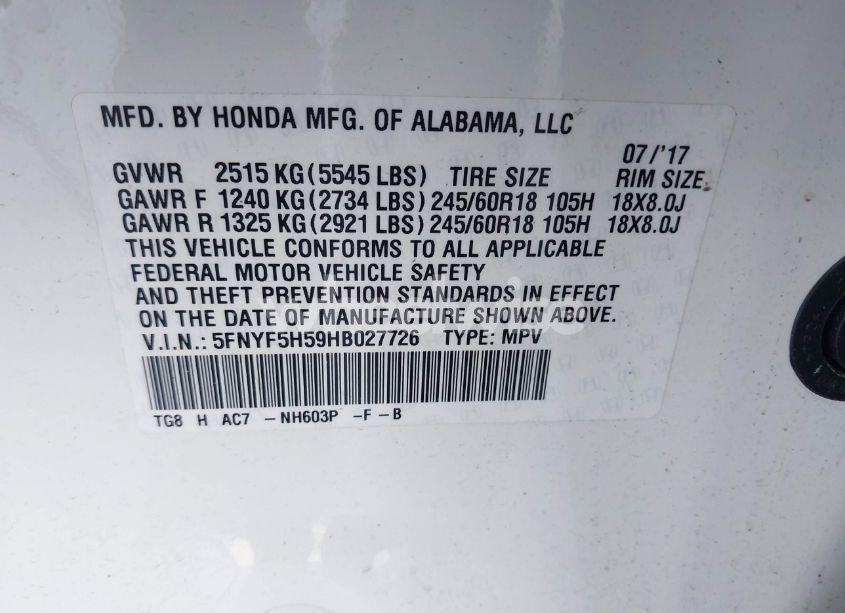 MFD. BY HONDA MFG. OF ALABAMA, LLC
07/'17
GVWR 2515 KG (5545 LBS) TIRE SIZE RIM SIZE
GAWR F 1240 KG (2734 LBS) 245/60R18 105H 18X8.0J
GAWR R 1325 KG (2921 LBS) 245/60R18 105H 18X8.0J
THIS VEHICLE CONFORMS TO ALL APPLICABLE
FEDERAL MOTOR VEHICLE SAFETY
AND THEFT PREVENTION STANDARDS IN EFFECT
ON THE DATE OF MANUFACTURE SHOWN ABOVE.
V.I.N.: 5FNYF5H59HB027726 TYPE: MPV
TG8 H AC7 -NH603P -F-B